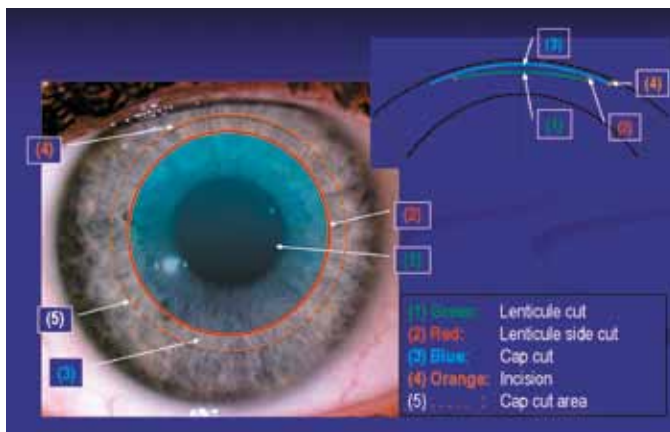 (3)
(4)
(1)
(2)
(4)
(2)
(1)
(5)
(3)
(1) Green: Lenticule cut
(2) Red: Lenticule side cut
(3) Blue: Cap cut
(4) Orange: Incision
(5) ..... : Cap cut area